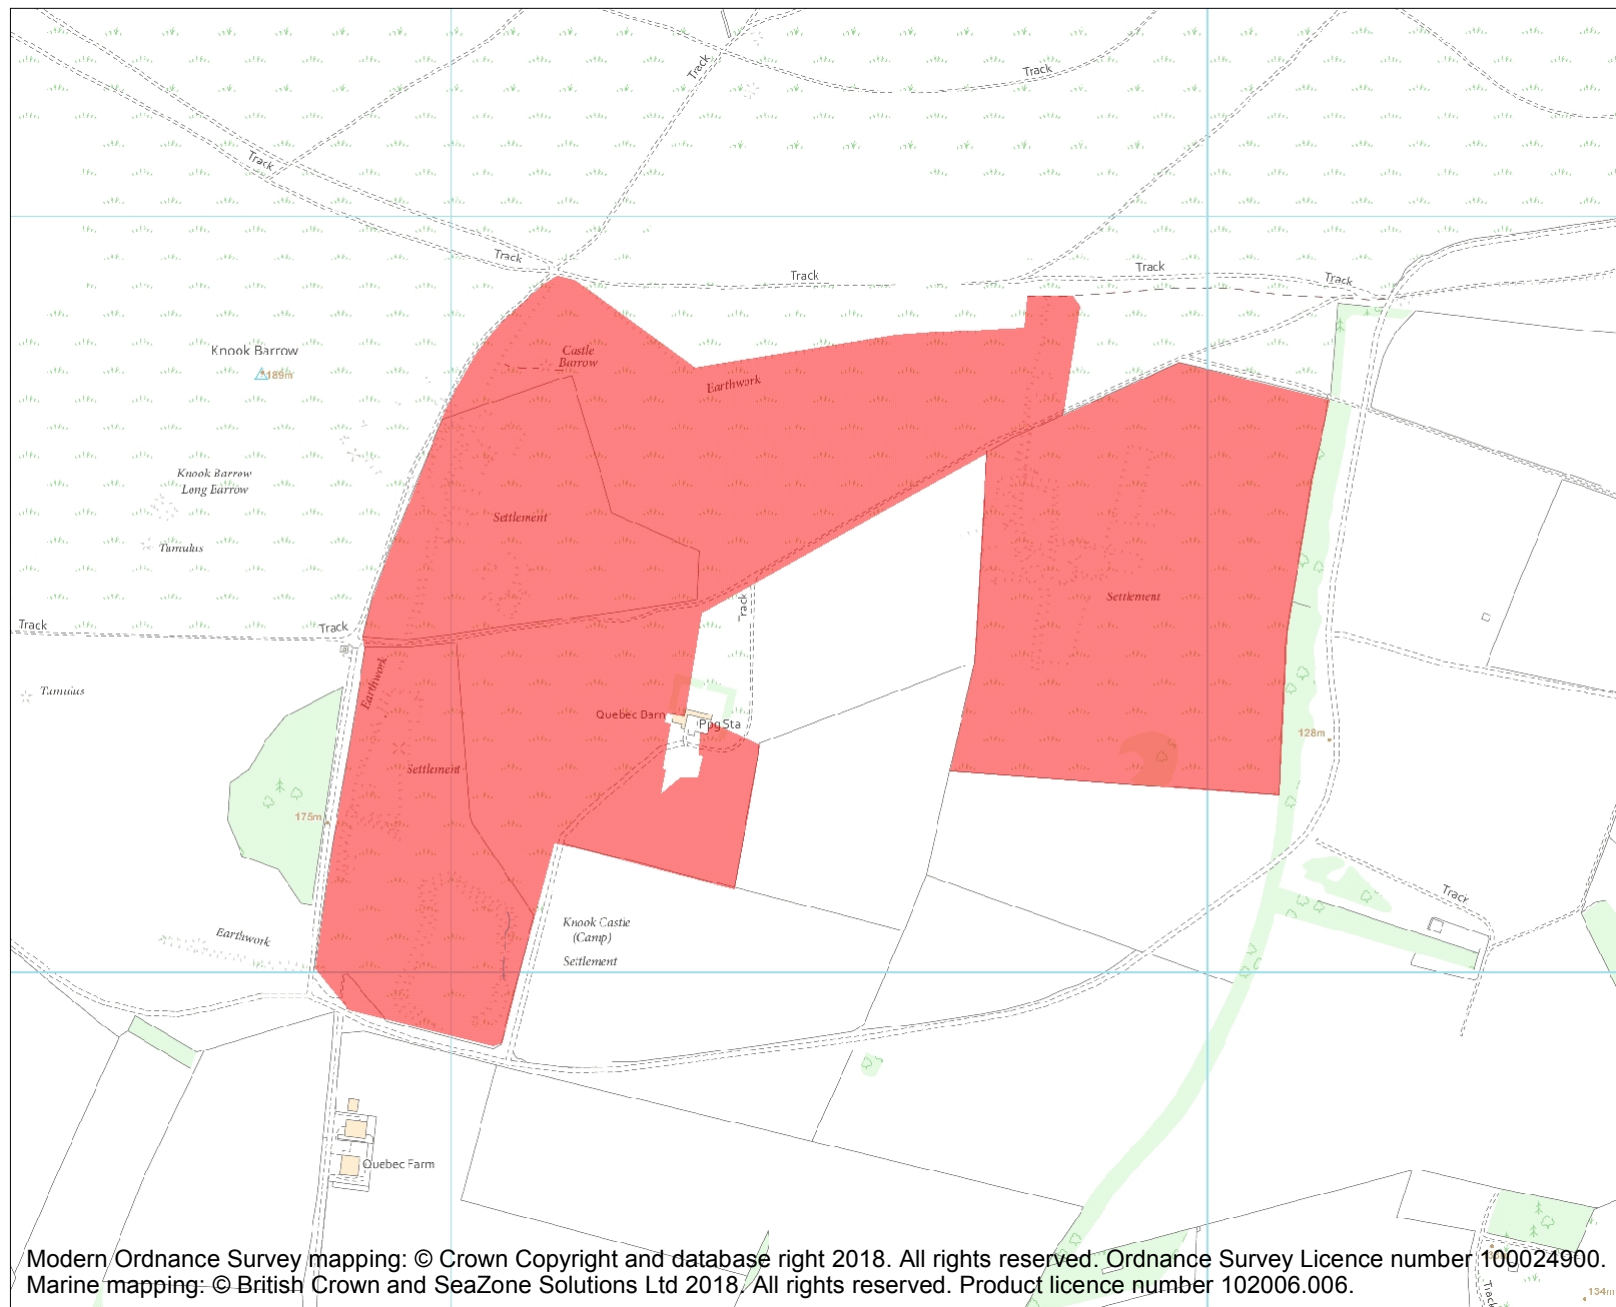 Track
Track
Track
Track
Track
Track
Track
Knook Barrow
189m
Castle
Barrow
Earthwork
Knook Barrow
Long Barrow
Settlement
Tumulus
Settlement
Track
Track
Track
Tumulus
Earthwork
Quebec Barn
PpgSta
128m
Settlement
175m
Track
Knook Castle
(Camp)
Settlement
Earthwork
Quebec Farm
Modern Ordnance Survey mapping: © Crown Copyright and database right 2018. All rights reserved. Ordnance Survey Licence number 100024900.
Marine mapping: © British Crown and SeaZone Solutions Ltd 2018. All rights reserved. Product licence number 102006.006.
Track
134m